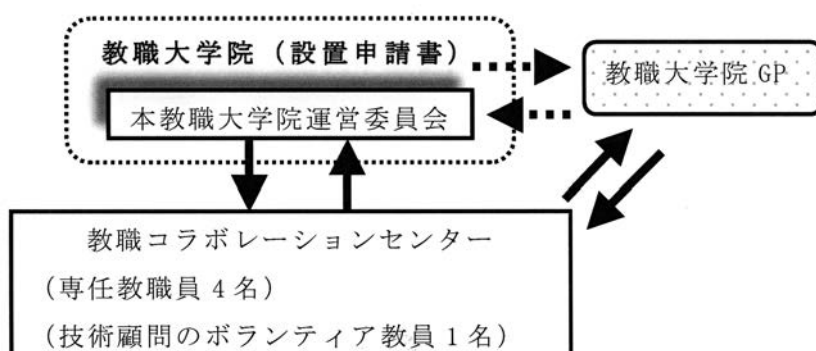 教職大学院（設置申請書）
教職大学院 GP
本教職大学院運営委員会
教職コラボレーションセンター
（専任教職員 4 名）
（技術顧問のボランティア教員 1 名）